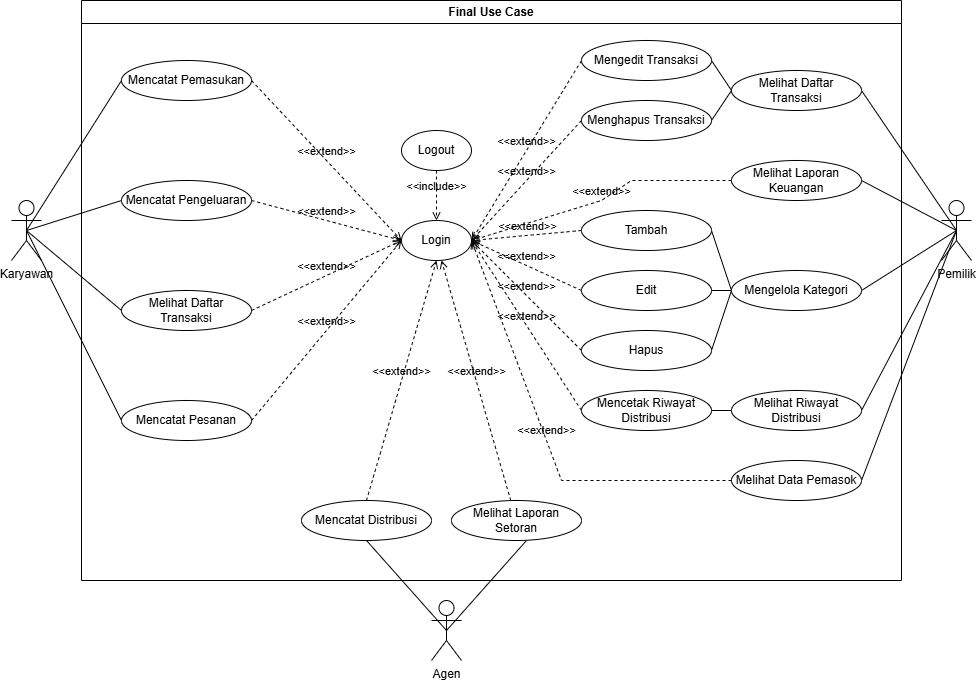 Final Use Case
Mencatat Pemasukan
Mengedit Transaksi
Melihat Daftar
Transaksi
Menghapus Transaksi
<<extend>>
<<extend>>
Logout
<<extend>>
Melihat Laporan
Keuangan
<<include>>
<<extend>>
Mencatat Pengeluaran
<<extend>>
<<extend>>
Tambah
Login
Karyawan
Pemilik
<<extend>>
<<extend>>
<<extend>>
Edit
Mengelola Kategori
Melihat Daftar
Transaksi
<<extend>>
<<extend>>
Hapus
<<extend>>
<<extend>>
Mencatat Pesanan
Mencetak Riwayat
Distribusi
Melihat Riwayat
Distribusi
<<extend>>
Melihat Data Pemasok
Mencatat Distribusi
Melihat Laporan
Setoran
Agen